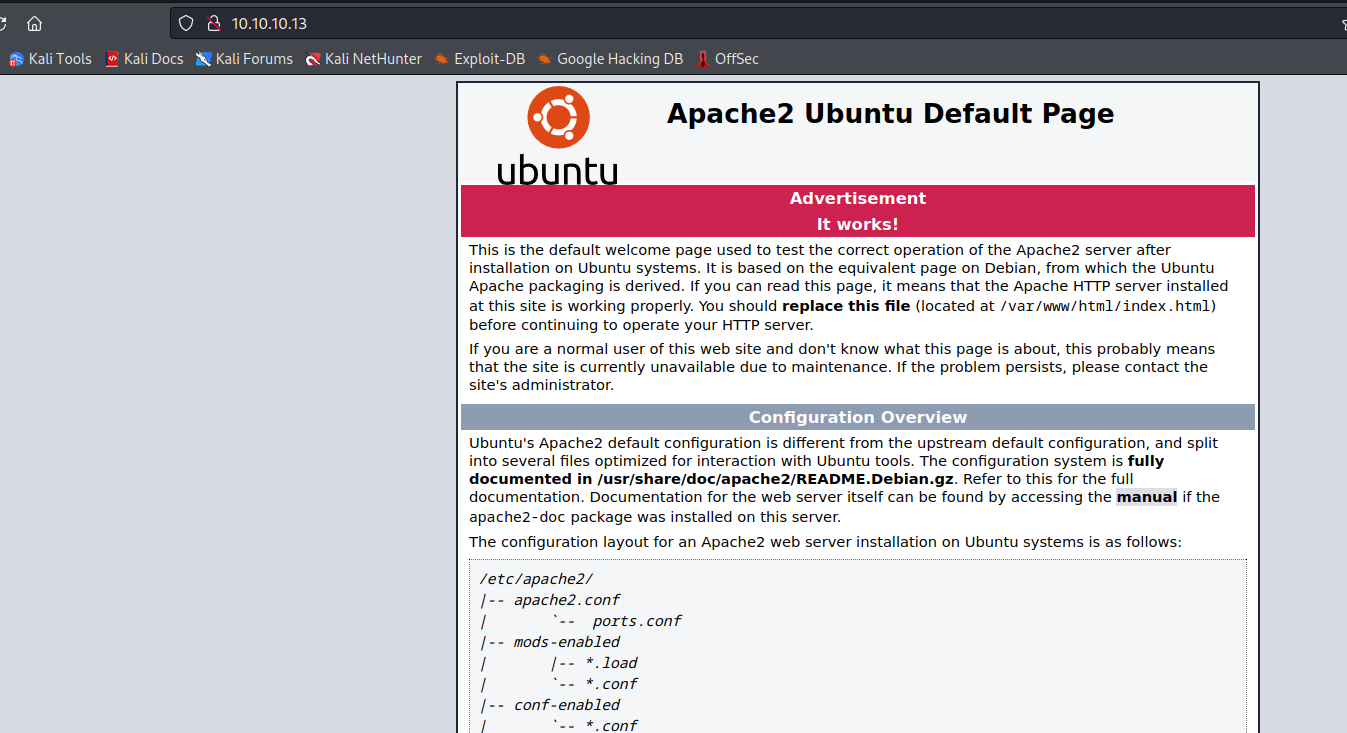 10.10.10.13
Kali Tools Kali Docs Kali Forums Kali NetHunter Exploit-DB Google Hacking DB OffSec
ubuntu
Apache2 Ubuntu Default Page
Advertisement
It works!
This is the default welcome page used to test the correct operation of the Apache2 server after
installation on Ubuntu systems. It is based on the equivalent page on Debian, from which the Ubuntu
Apache packaging is derived. If you can read this page, it means that the Apache HTTP server installed
at this site is working properly. You should replace this file (located at /var/www/html/index.html)
before continuing to operate your HTTP server.
If you are a normal user of this web site and don't know what this page is about, this probably means
that the site is currently unavailable due to maintenance. If the problem persists, please contact the
site's administrator.
Configuration Overview
Ubuntu's Apache2 default configuration is different from the upstream default configuration, and split
into several files optimized for interaction with Ubuntu tools. The configuration system is fully
documented in /usr/share/doc/apache2/README.Debian.gz. Refer to this for the full
documentation. Documentation for the web server itself can be found by accessing the manual if the
apache2-doc package was installed on this server.
The configuration layout for an Apache2 web server installation on Ubuntu systems is as follows:
/etc/apache2/
|-- apache2.conf
|       `--  ports.conf
|-- mods-enabled
|       |-- *.load
|       `-- *.conf
|-- conf-enabled
|       `-- *.conf